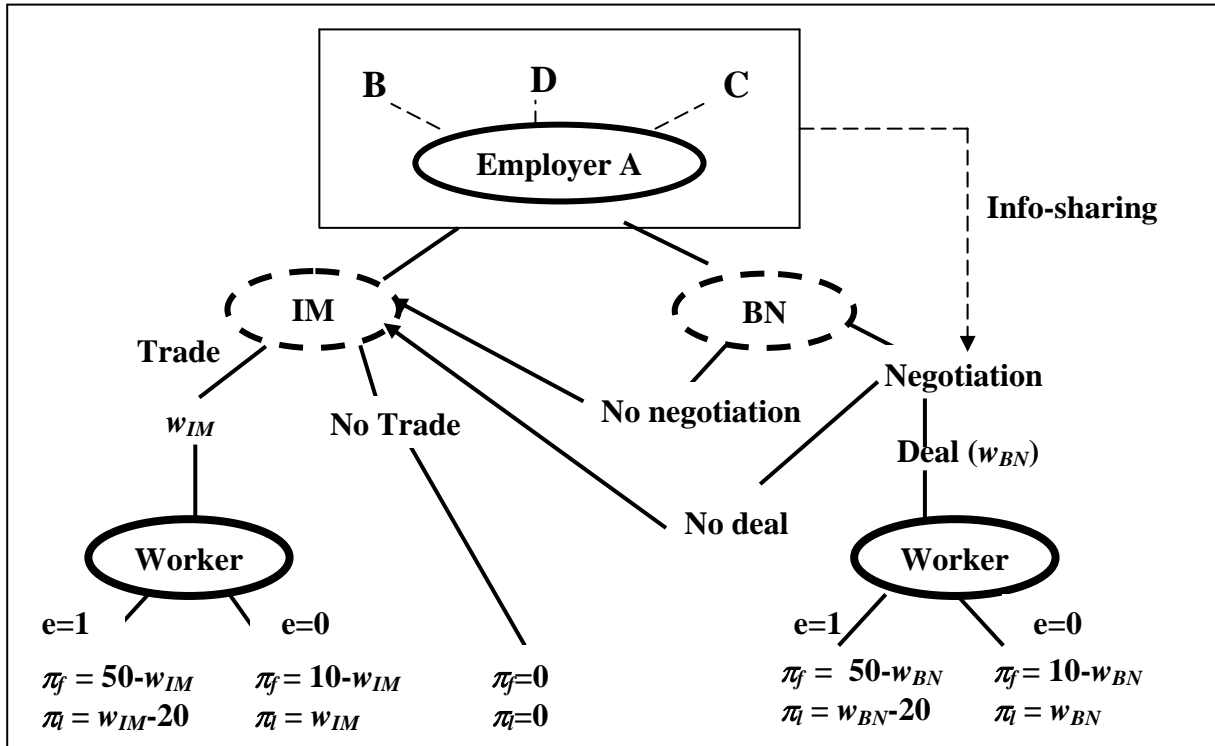 B D C
Employer A
Info-sharing
IM
BN
Trade
Negotiation
No negotiation
w_IM
No Trade
Deal (w_BN)
No deal
Worker
Worker
e=1 e=0
e=1 e=0
π_f = 50-w_IM π_f = 10-w_IM π_f=0 π_f = 50-w_BN π_f = 10-w_BN
π_l = w_IM-20 π_l = w_IM π_l=0 π_l = w_BN-20 π_l = w_BN